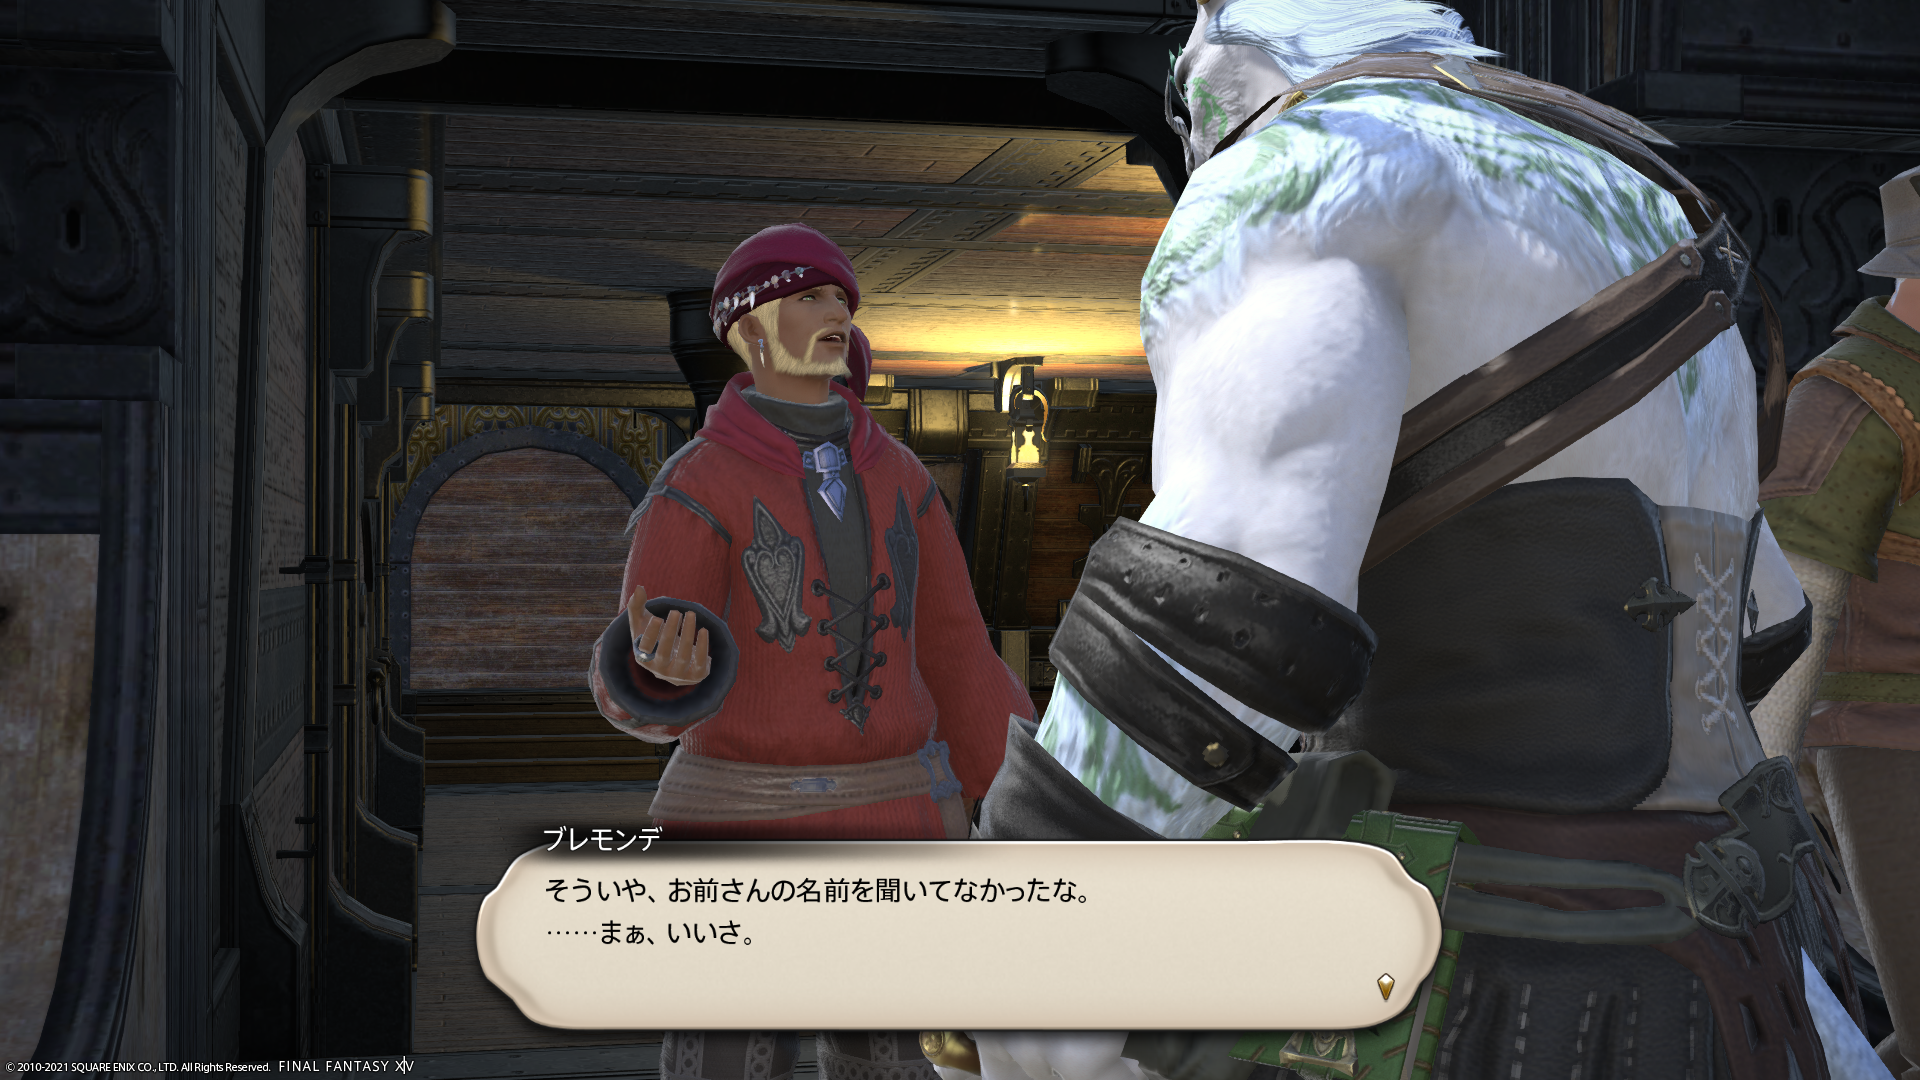 ブレモンデ
そういや、お前さんの名前を聞いてなかったな。
……まぁ、いいさ。
© 2010-2021 SQUARE ENIX CO., LTD. All Rights Reserved. FINAL FANTASY XIV